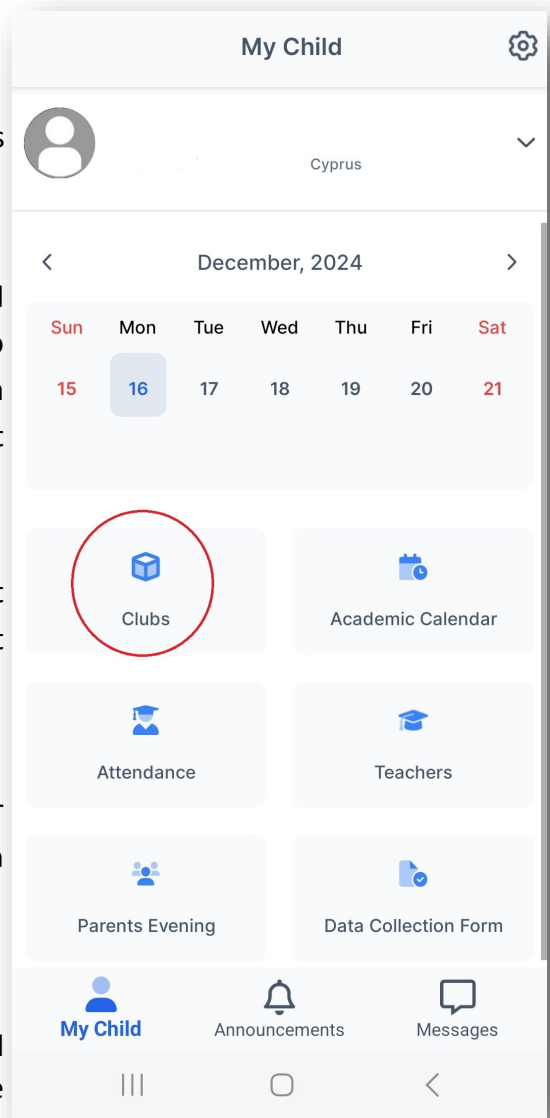 My Child
Cyprus
December, 2024
Sun Mon Tue Wed Thu Fri Sat
15 16 17 18 19 20 21
Clubs Academic Calendar
Attendance Teachers
Parents Evening Data Collection Form
My Child Announcements Messages